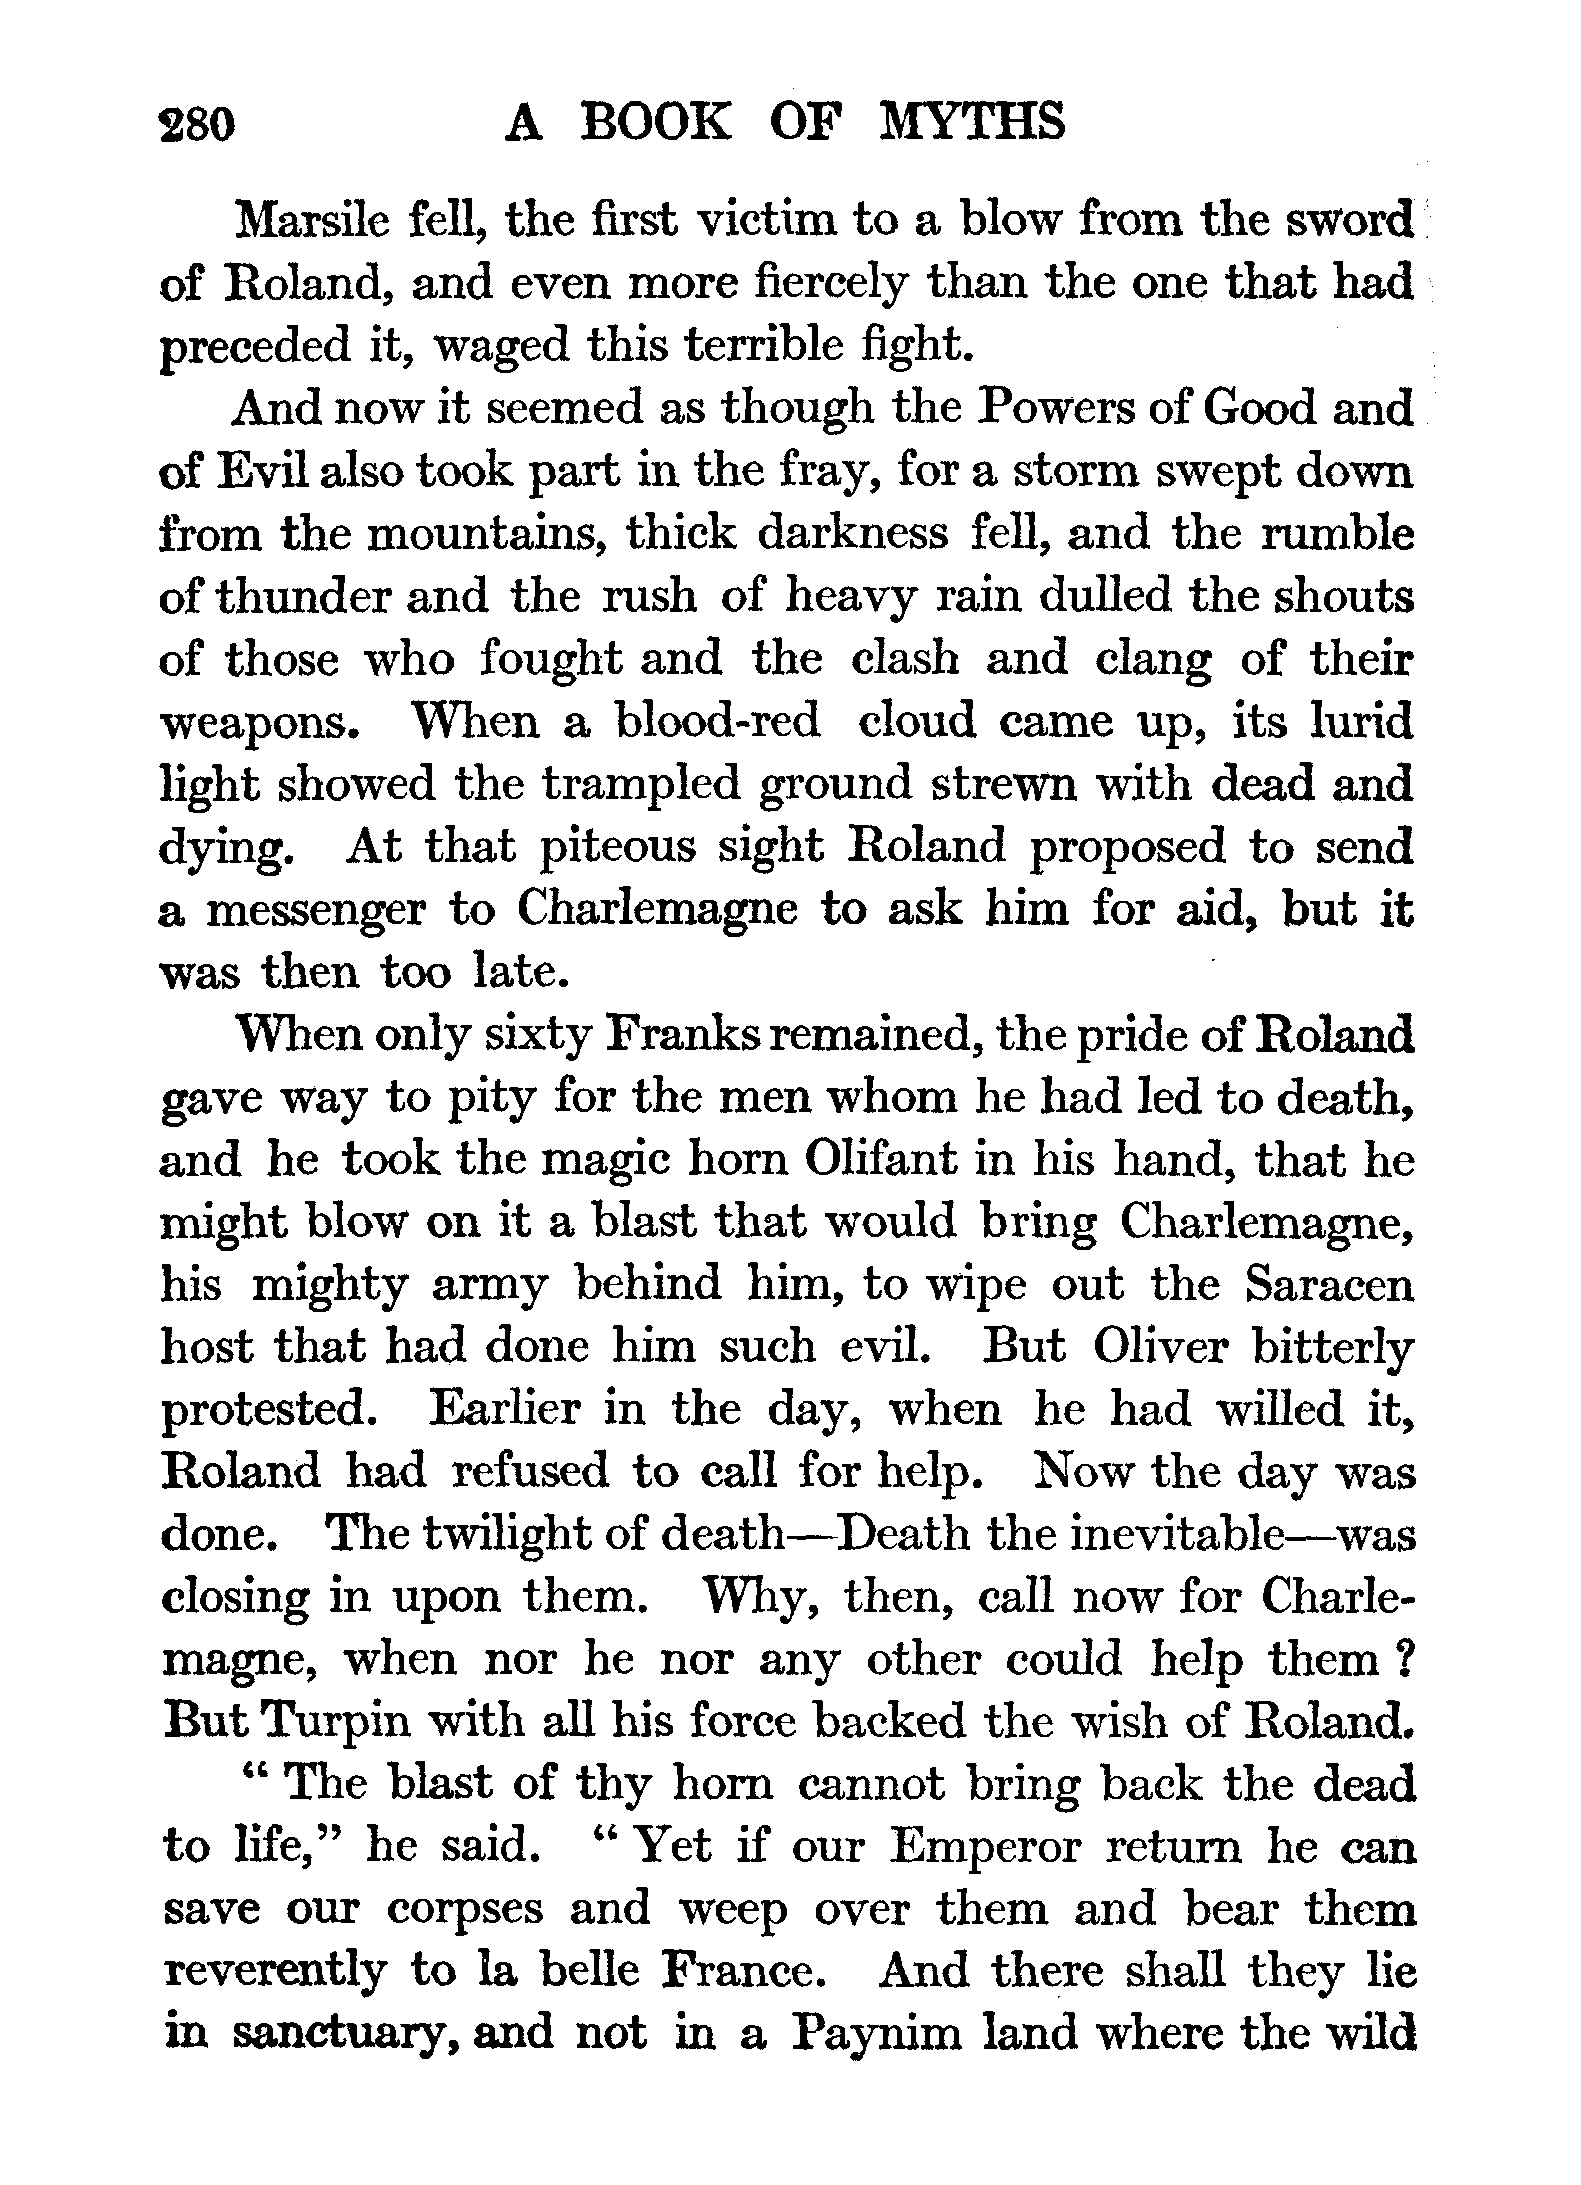 280 A BOOK OF MYTHS
Marsile fell, the first victim to a blow from the sword
of Roland, and even more fiercely than the one that had
preceded it, waged this terrible fight.
And now it seemed as though the Powers of Good and
of Evil also took part in the fray, for a storm swept down
from the mountains, thick darkness fell, and the rumble
of thunder and the rush of heavy rain dulled the shouts
of those who fought and the clash and clang of their
weapons. When a blood-red cloud came up, its lurid
light showed the trampled ground strewn with dead and
dying. At that piteous sight Roland proposed to send
a messenger to Charlemagne to ask him for aid, but it
was then too late.
When only sixty Franks remained, the pride of Roland
gave way to pity for the men whom he had led to death,
and he took the magic horn Olifant in his hand, that he
might blow on it a blast that would bring Charlemagne,
his mighty army behind him, to wipe out the Saracen
host that had done him such evil. But Oliver bitterly
protested. Earlier in the day, when he had willed it,
Roland had refused to call for help. Now the day was
done. The twilight of death—Death the inevitable—was
closing in upon them. Why, then, call now for Charle-
magne, when nor he nor any other could help them ?
But Turpin with all his force backed the wish of Roland.
“ The blast of thy horn cannot bring back the dead
to life,” he said. “ Yet if our Emperor return he can
save our corpses and weep over them and bear them
reverently to la belle France. And there shall they lie
in sanctuary, and not in a Paynim land where the wild